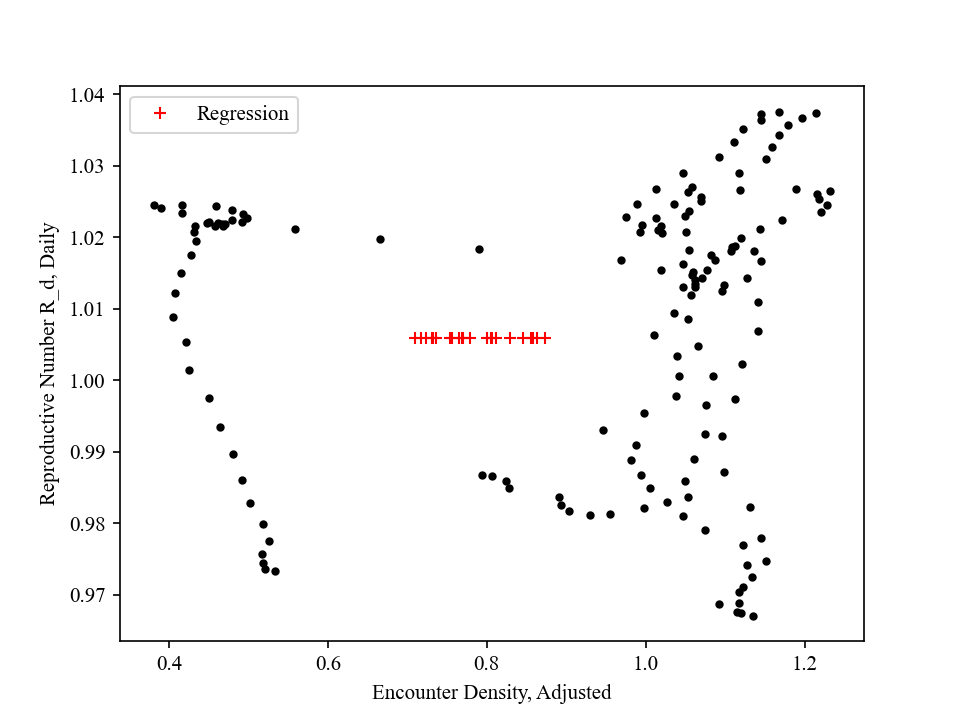 Regression
1.04
1.03
1.02
1.01
1.00
0.99
0.98
0.97
Reproductive Number R_d, Daily
0.4 0.6 0.8 1.0 1.2
Encounter Density, Adjusted